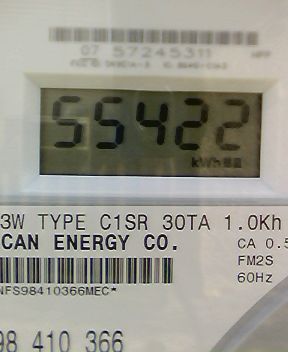 07 57245311
55422
kWh
3W TYPE C1SR 30TA 1.0Kh
CAN ENERGY CO.
CA 0.5
FM2S
60Hz
NFS98410366MEC*
98 410 366